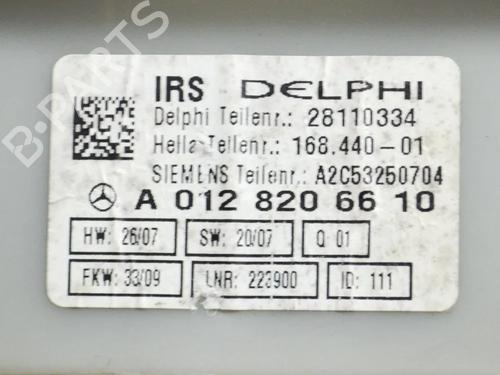 B-PARTS
IRS DELPHI
Delphi Teilenr.: 28110334
Hella-Teilenr.: 168.440-01
SIEMENS Teilenr.: A2C53250704
A 012 820 66 10
HW: 26/07 SW: 20/07 Q 01
FKW: 33/09 LNR: 223900 ID: 111